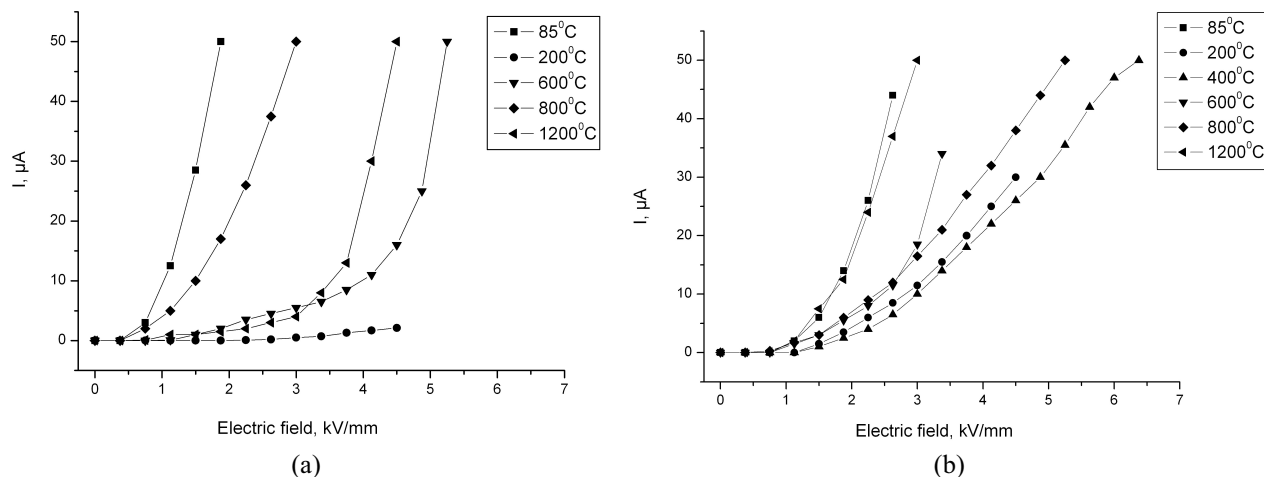 50
40
30
20
10
0
I, µA
0 1 2 3 4 5 6 7
Electric field, kV/mm
85⁰C
200⁰C
600⁰C
800⁰C
1200⁰C
(a)
50
40
30
20
10
0
I, µA
0 1 2 3 4 5 6 7
Electric field, kV/mm
85⁰C
200⁰C
400⁰C
600⁰C
800⁰C
1200⁰C
(b)